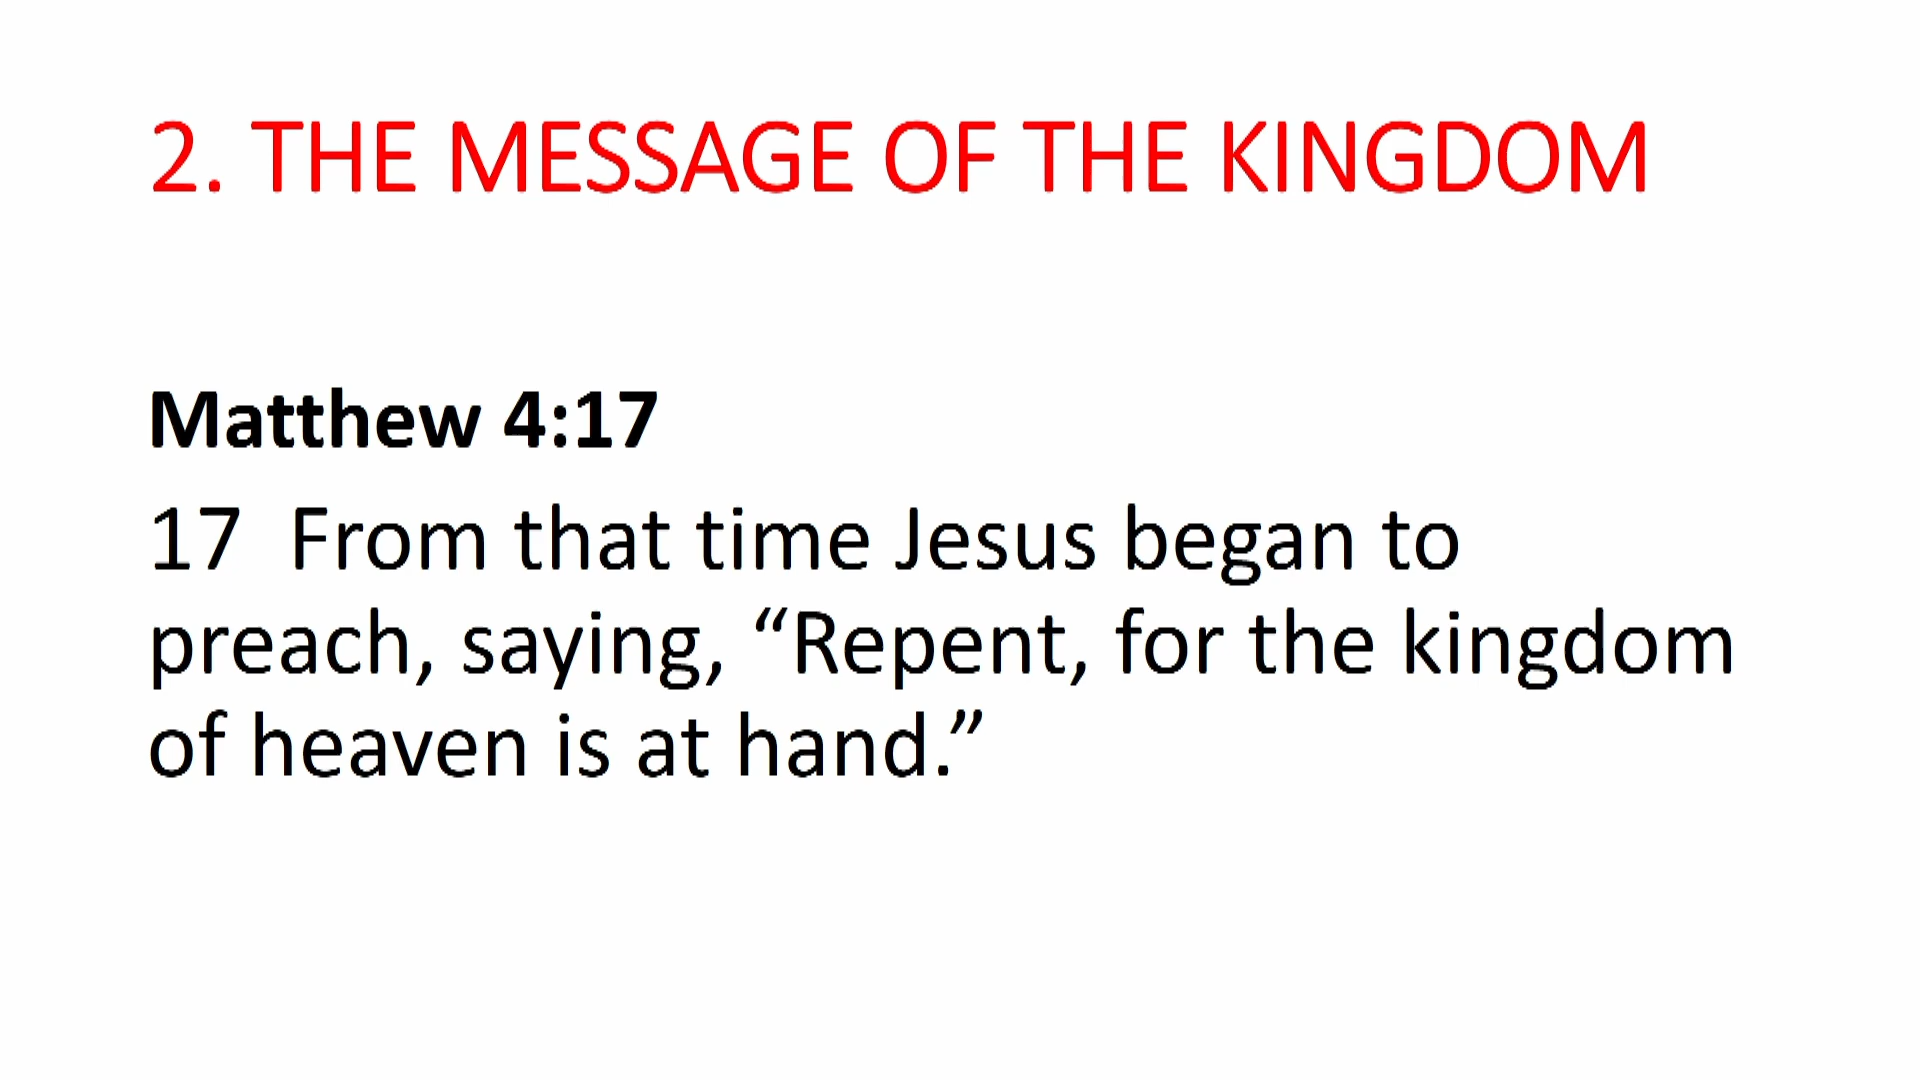 2. THE MESSAGE OF THE KINGDOM
Matthew 4:17
17  From that time Jesus began to
preach, saying, “Repent, for the kingdom
of heaven is at hand.”